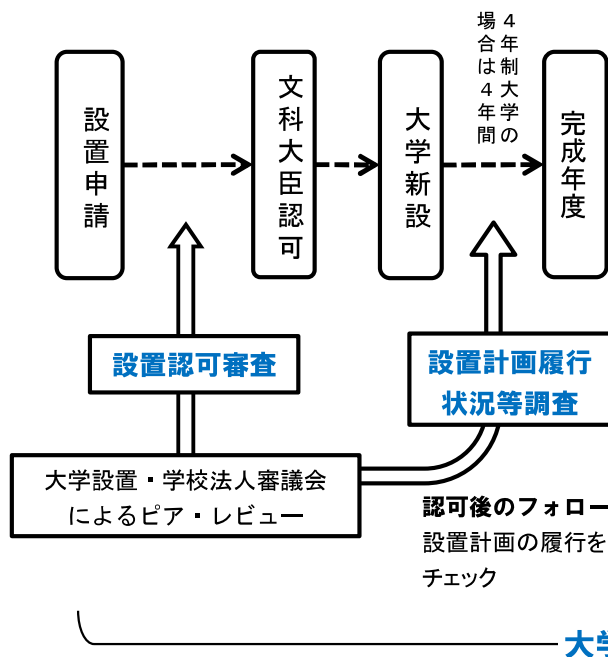 設置申請
文科大臣認可
大学新設
４年制大学の
場合は４年間
完成年度
設置認可審査
設置計画履行
状況等調査
大学設置・学校法人審議会
によるピア・レビュー
認可後のフォロー
設置計画の履行を
チェック
大学